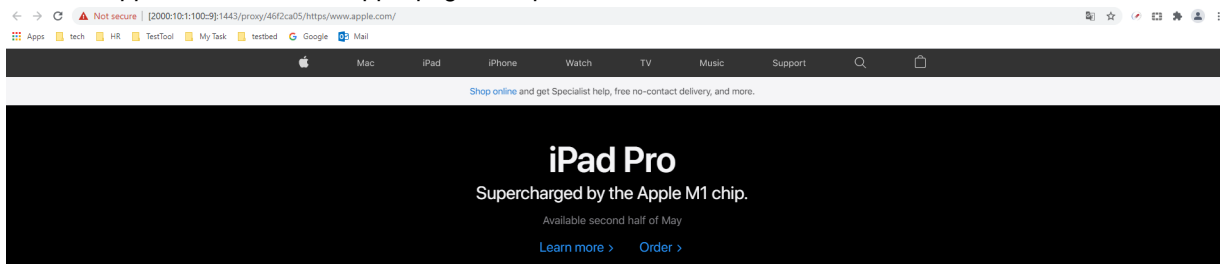 Not secure | [2000:10:1:100::9]:1443/proxy/46f2ca05/https/www.apple.com/
Apps tech HR TestTool My Task testbed Google Mail
Mac iPad iPhone Watch TV Music Support
Shop online and get Specialist help, free no-contact delivery, and more.
iPad Pro
Supercharged by the Apple M1 chip.
Available second half of May
Learn more > Order >